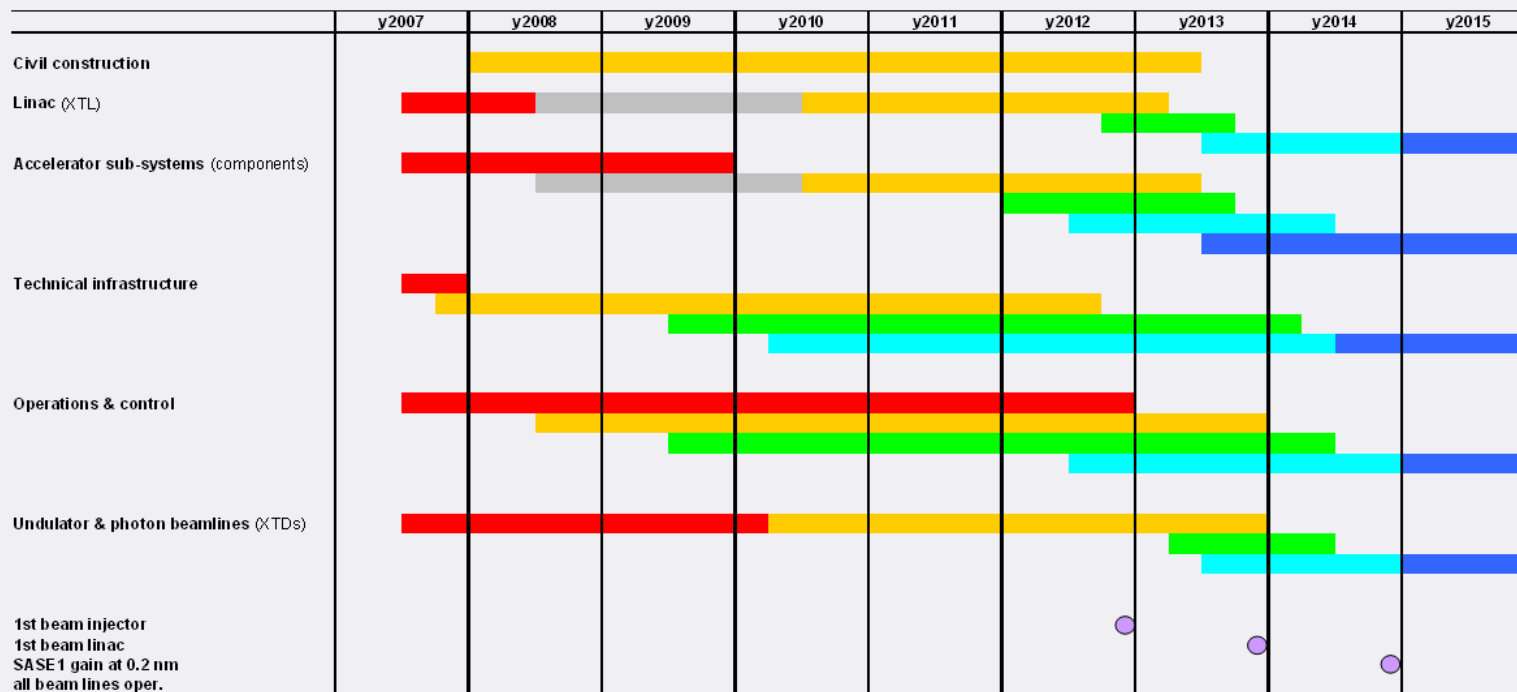 y2007 y2008 y2009 y2010 y2011 y2012 y2013 y2014 y2015
Civil construction
Linac (XTL)
Accelerator sub-systems (components)
Technical infrastructure
Operations & control
Undulator & photon beamlines (XTDs)
1st beam injector
1st beam linac
SASE1 gain at 0.2 nm
all beam lines oper.